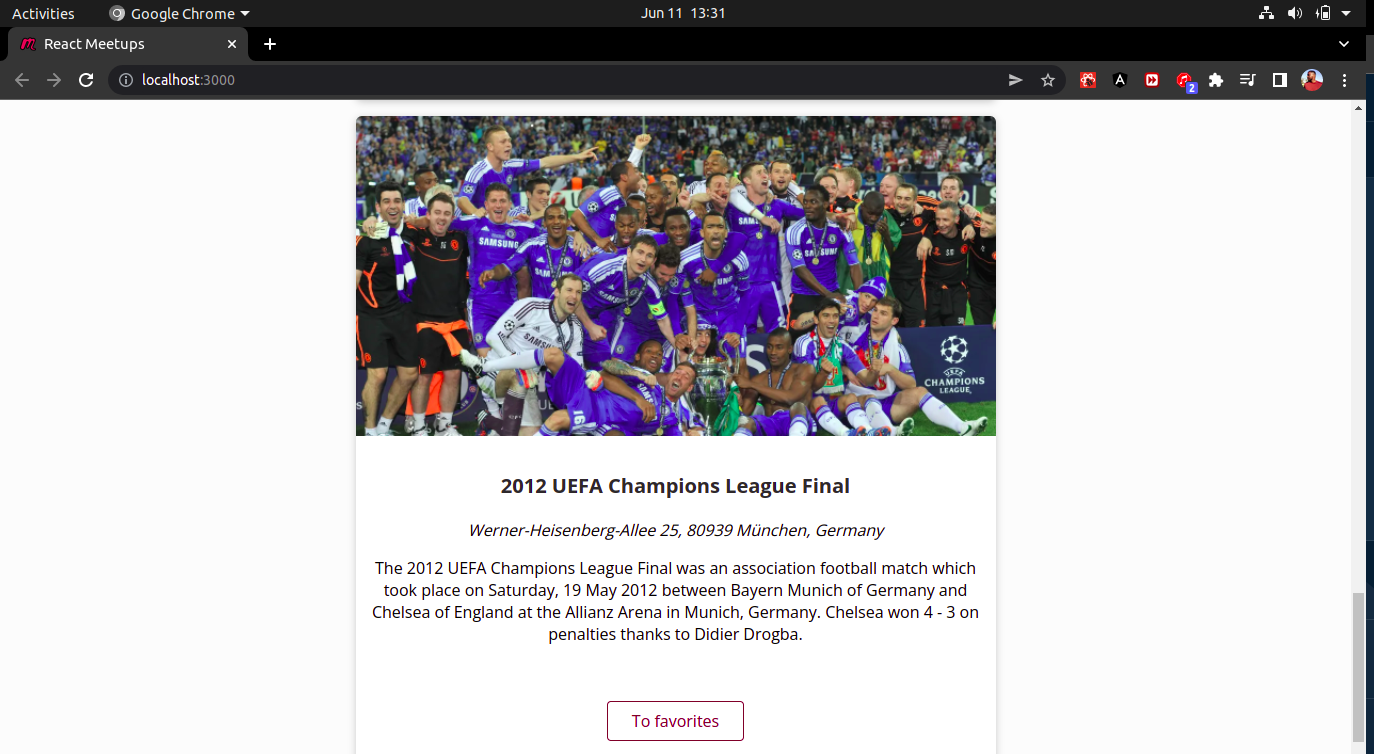 Activities
Google Chrome
Jun 11 13:31
React Meetups
localhost:3000
2
SAMSUNG
UEFA
CHAMPIONS
LEAGUE
16
2012 UEFA Champions League Final
Werner-Heisenberg-Allee 25, 80939 München, Germany
The 2012 UEFA Champions League Final was an association football match which
took place on Saturday, 19 May 2012 between Bayern Munich of Germany and
Chelsea of England at the Allianz Arena in Munich, Germany. Chelsea won 4 - 3 on
penalties thanks to Didier Drogba.
To favorites